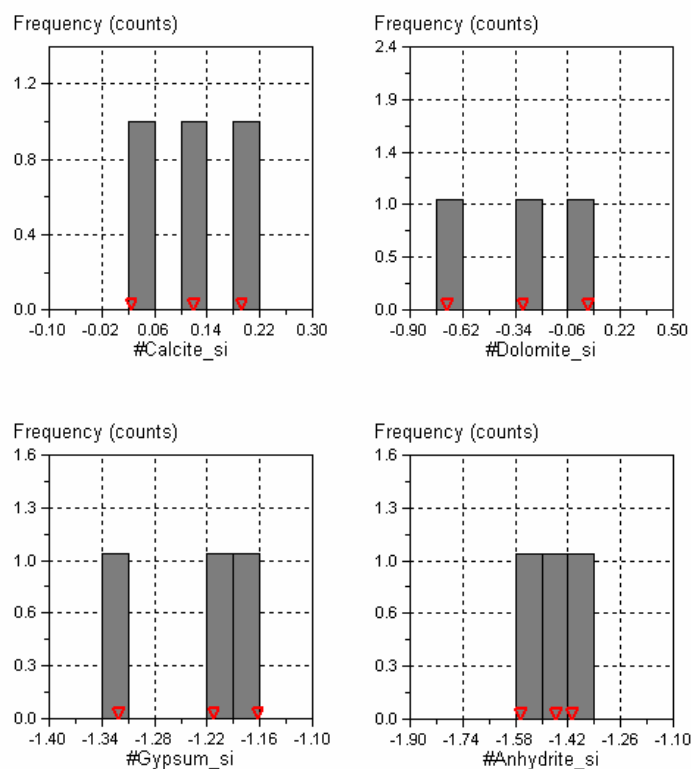 Frequency (counts)
1.2
0.8
0.4
0.0
-0.10 -0.02 0.06 0.14 0.22 0.30
#Calcite_si
Frequency (counts)
2.4
1.9
1.4
1.0
0.5
0.0
-0.90 -0.62 -0.34 -0.06 0.22 0.50
#Dolomite_si
Frequency (counts)
1.6
1.3
1.0
0.6
0.3
0.0
-1.40 -1.34 -1.28 -1.22 -1.16 -1.10
#Gypsum_si
Frequency (counts)
1.6
1.3
1.0
0.6
0.3
0.0
-1.90 -1.74 -1.58 -1.42 -1.26 -1.10
#Anhydrite_si